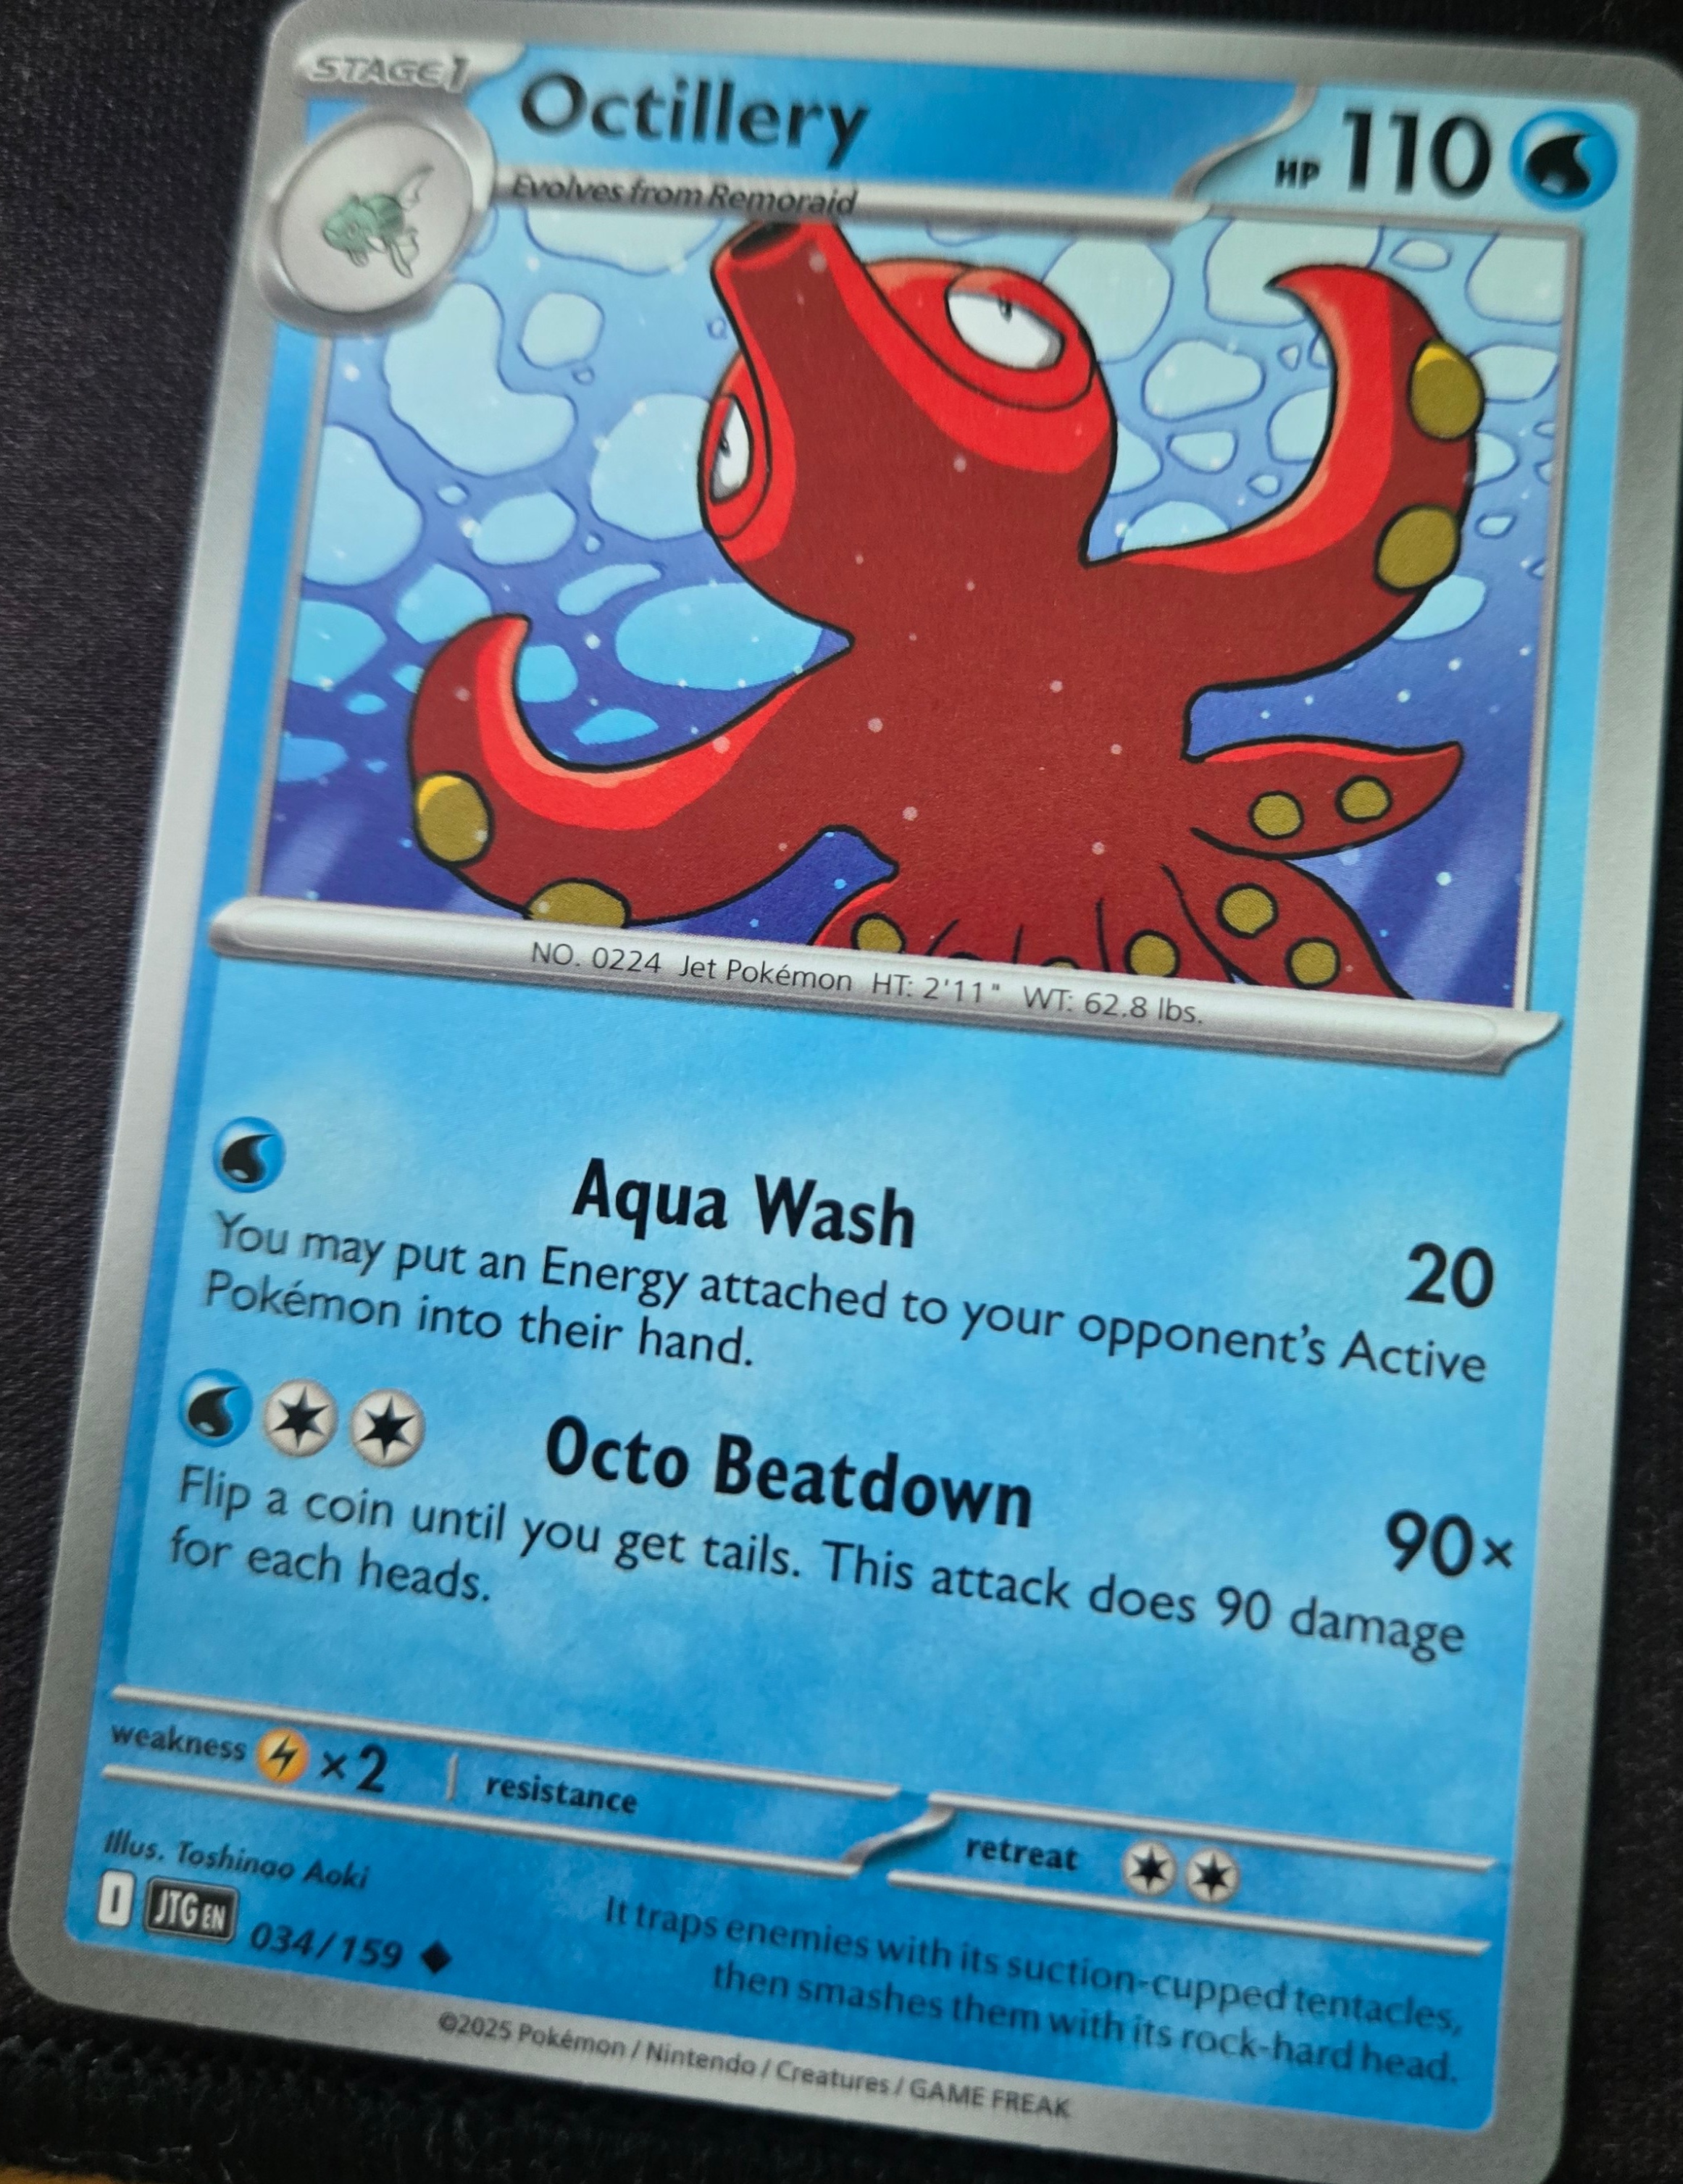 STAGE 1
Octillery
HP 110
Evolves from Remoraid
NO. 0224 Jet Pokémon HT: 2'11" WT: 62.8 lbs.
Aqua Wash
20
You may put an Energy attached to your opponent's Active
Pokémon into their hand.
Octo Beatdown
90×
Flip a coin until you get tails. This attack does 90 damage
for each heads.
weakness ×2 resistance
retreat
Illus. Toshinao Aoki
I JTG EN 034/159
It traps enemies with its suction-cupped tentacles,
then smashes them with its rock-hard head.
©2025 Pokémon / Nintendo / Creatures / GAME FREAK